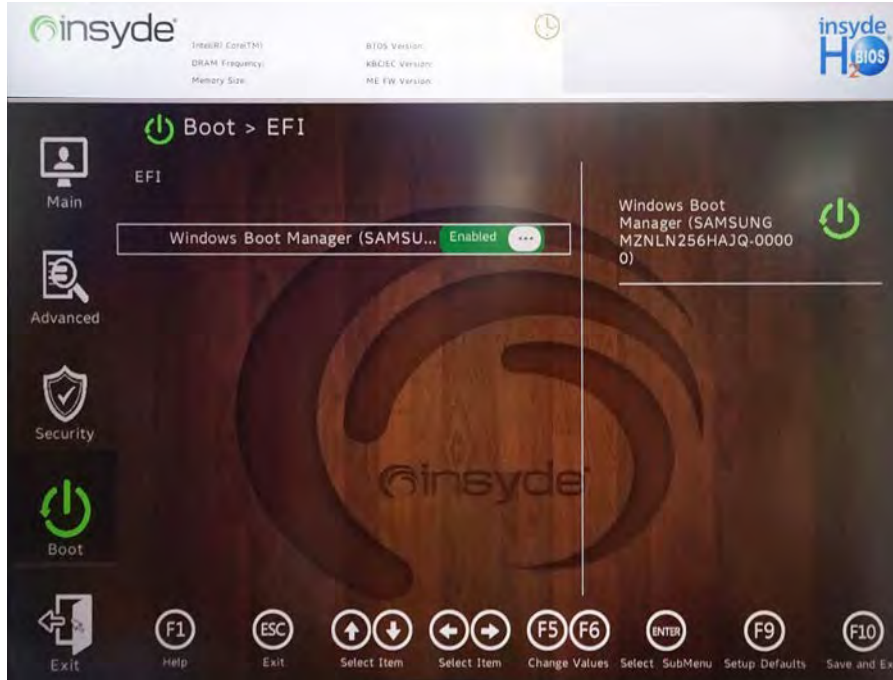 insyde
Intel(R) Core(TM)
DRAM Frequency:
Memory Size:
BIOS Version:
KBC/EC Version:
ME FW Version:
insyde
H2O
BIOS
Boot > EFI
EFI
Main
Advanced
Security
Boot
Exit
Windows Boot Manager (SAMSU... Enabled ...
Windows Boot
Manager (SAMSUNG
MZNLN256HAJQ-0000
0)
insyde
F1
Help
ESC
Exit
Select Item
Select Item
F5 F6
Change Values
ENTER
Select SubMenu
F9
Setup Defaults
F10
Save and Ex